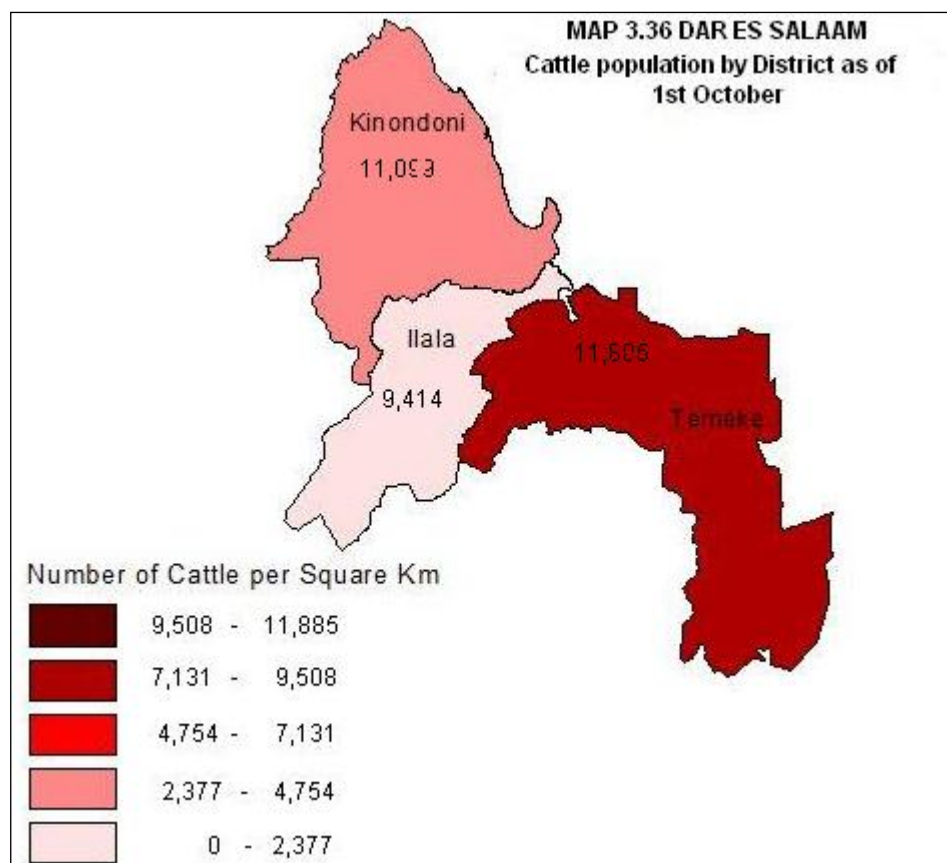 MAP 3.36 DAR ES SALAAM
Cattle population by District as of
1st October
Kinondoni
11,093
Ilala
9,414
Temeke
Number of Cattle per Square Km
9,508 - 11,885
7,131 - 9,508
4,754 - 7,131
2,377 - 4,754
0 - 2,377